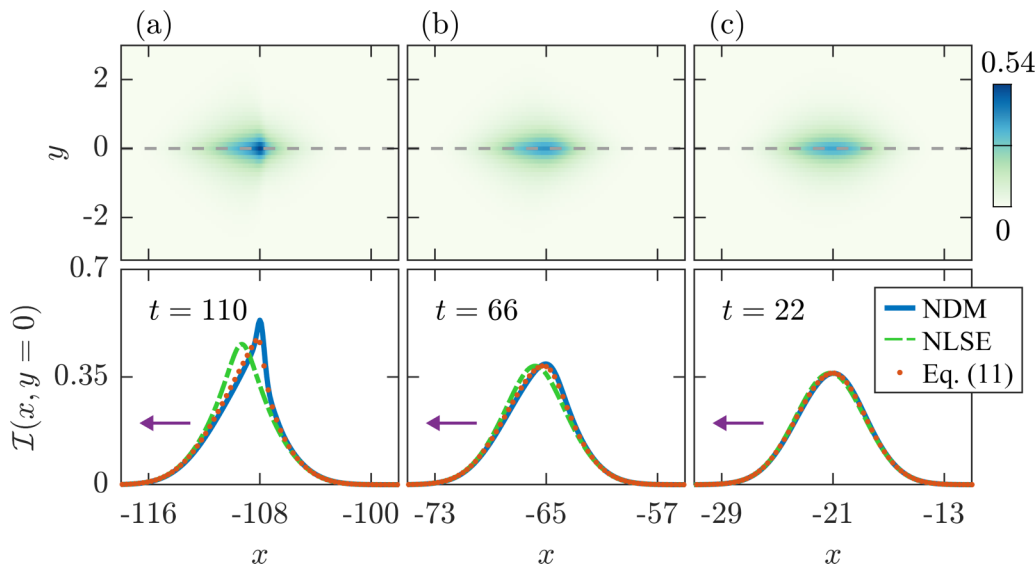 (a) (b) (c)
2
0
-2
y
0.54
0
0.7
0.35
0
𝓘(x, y = 0)
t = 110
t = 66
t = 22
NDM
NLSE
Eq. (11)
-116 -108 -100
-73 -65 -57
-29 -21 -13
x x x